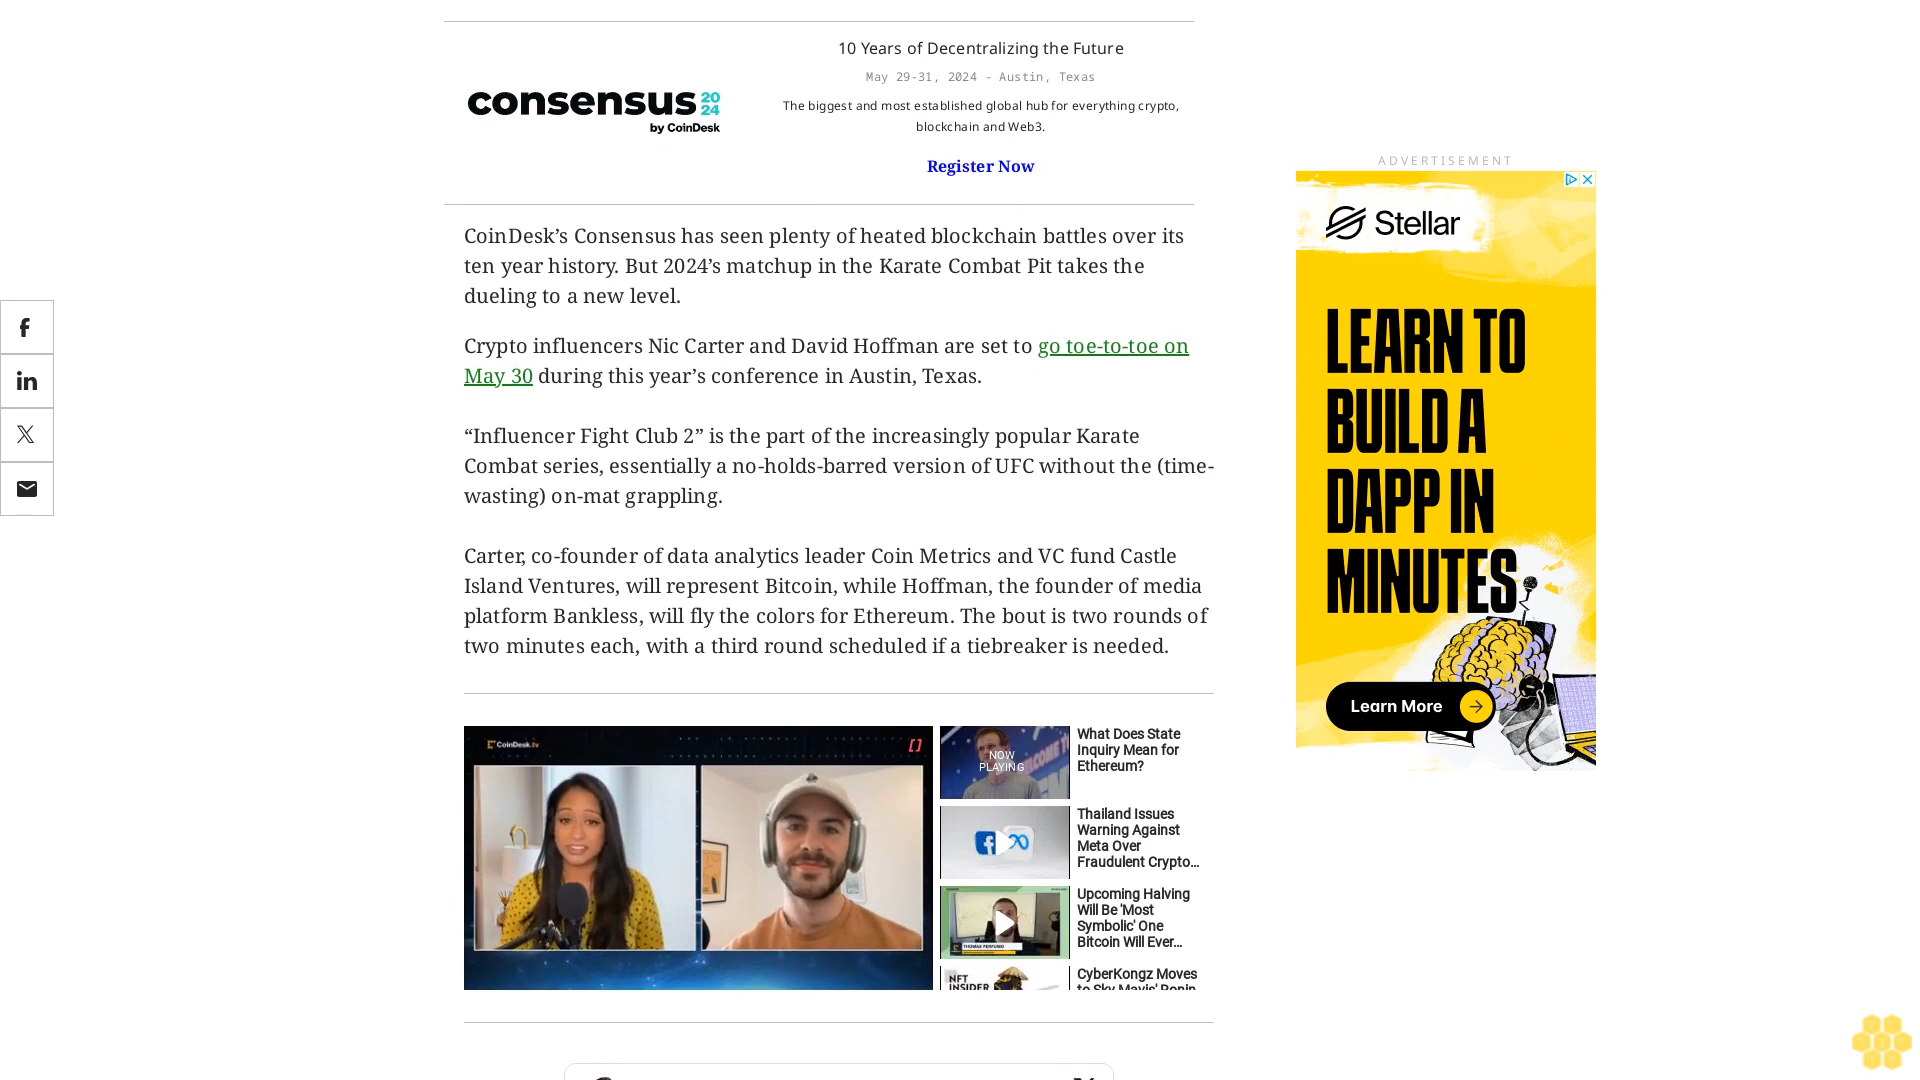 10 Years of Decentralizing the Future
May 29-31, 2024 - Austin, Texas
consensus 2024
by CoinDesk
The biggest and most established global hub for everything crypto,
blockchain and Web3.
Register Now
CoinDesk’s Consensus has seen plenty of heated blockchain battles over its
ten year history. But 2024’s matchup in the Karate Combat Pit takes the
dueling to a new level.
Crypto influencers Nic Carter and David Hoffman are set to go toe-to-toe on
May 30 during this year’s conference in Austin, Texas.
“Influencer Fight Club 2” is the part of the increasingly popular Karate
Combat series, essentially a no-holds-barred version of UFC without the (time-
wasting) on-mat grappling.
Carter, co-founder of data analytics leader Coin Metrics and VC fund Castle
Island Ventures, will represent Bitcoin, while Hoffman, the founder of media
platform Bankless, will fly the colors for Ethereum. The bout is two rounds of
two minutes each, with a third round scheduled if a tiebreaker is needed.
CoinDesk.tv
NOW
PLAYING
What Does State
Inquiry Mean for
Ethereum?
Thailand Issues
Warning Against
Meta Over
Fraudulent Crypto...
THOMAS PERFUMO
Upcoming Halving
Will Be 'Most
Symbolic' One
Bitcoin Will Ever...
NFT
INSIDER
CyberKongz Moves
to Sky Mavis' Ronin
ADVERTISEMENT
Stellar
LEARN TO
BUILD A
DAPP IN
MINUTES
Learn More